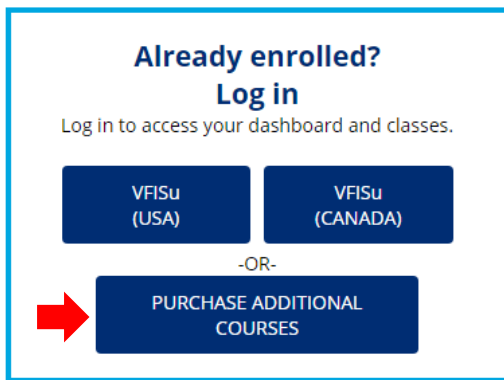 Already enrolled?
Log in
Log in to access your dashboard and classes.
VFISu
(USA)
VFISu
(CANADA)
-OR-
PURCHASE ADDITIONAL
COURSES